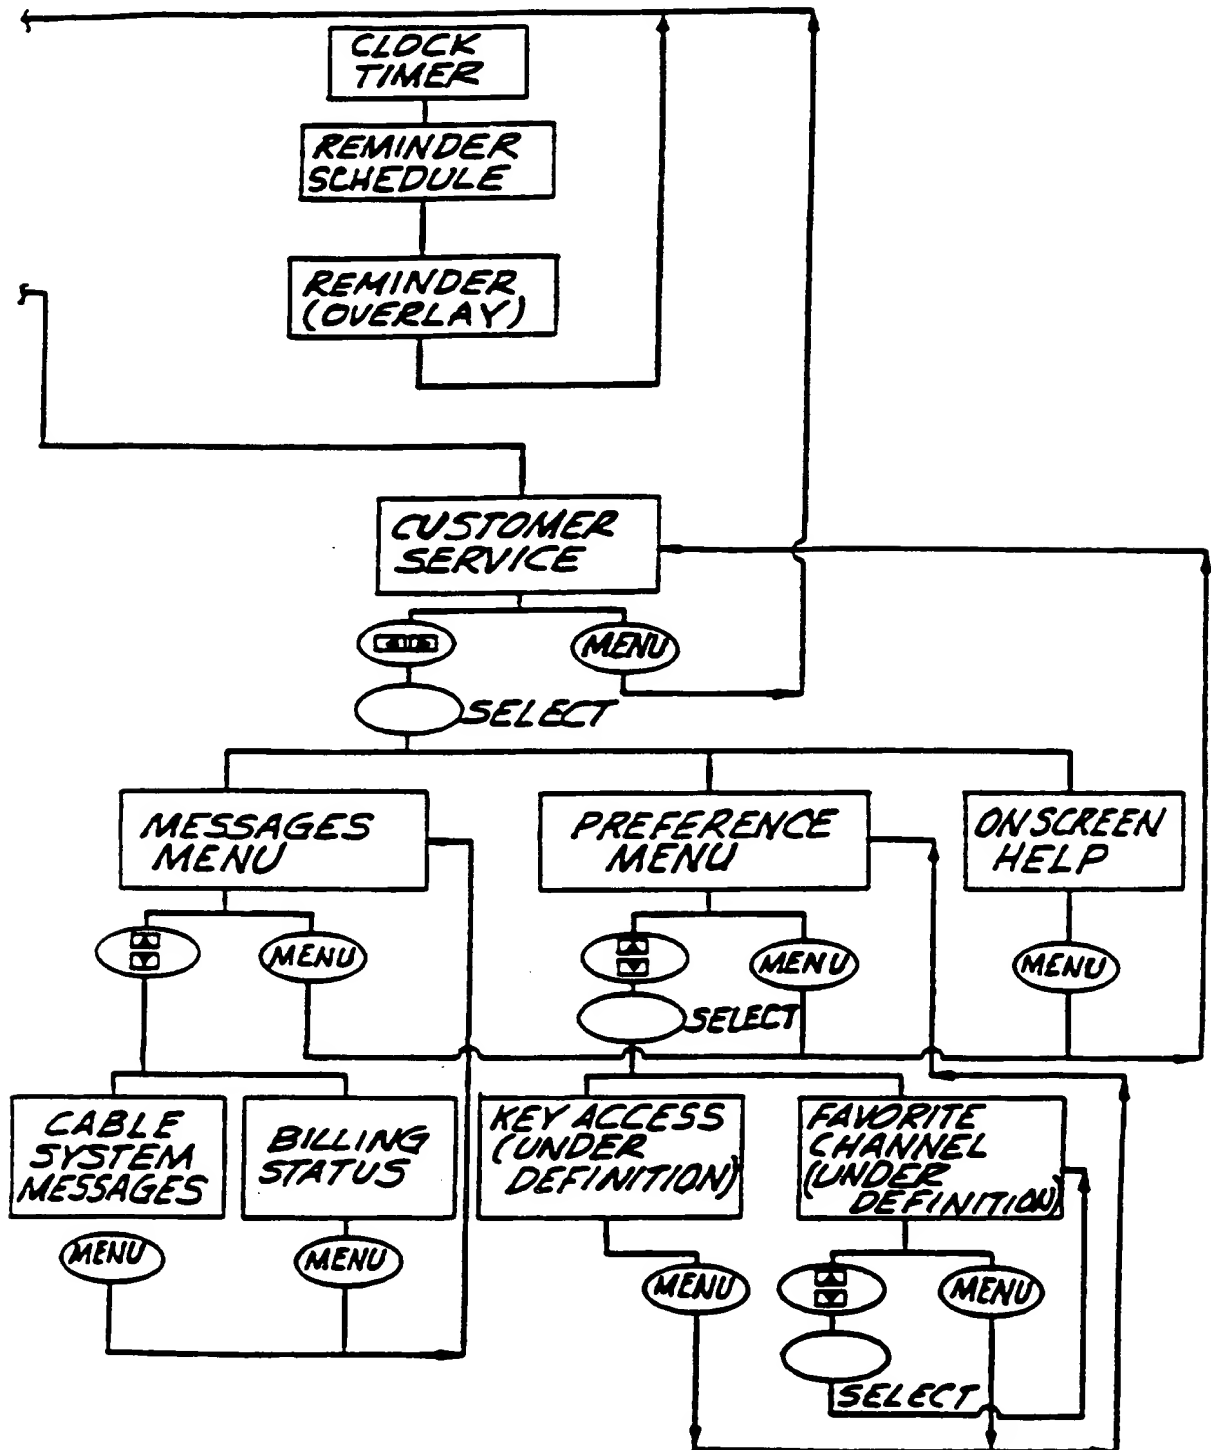 CLOCK
TIMER
REMINDER
SCHEDULE
REMINDER
(OVERLAY)
CUSTOMER
SERVICE
MENU
SELECT
MESSAGES
MENU
PREFERENCE
MENU
ON SCREEN
HELP
MENU
MENU
MENU
SELECT
CABLE
SYSTEM
MESSAGES
BILLING
STATUS
KEY ACCESS
(UNDER
DEFINITION)
FAVORITE
CHANNEL
(UNDER
DEFINITION)
MENU
MENU
MENU
MENU
SELECT